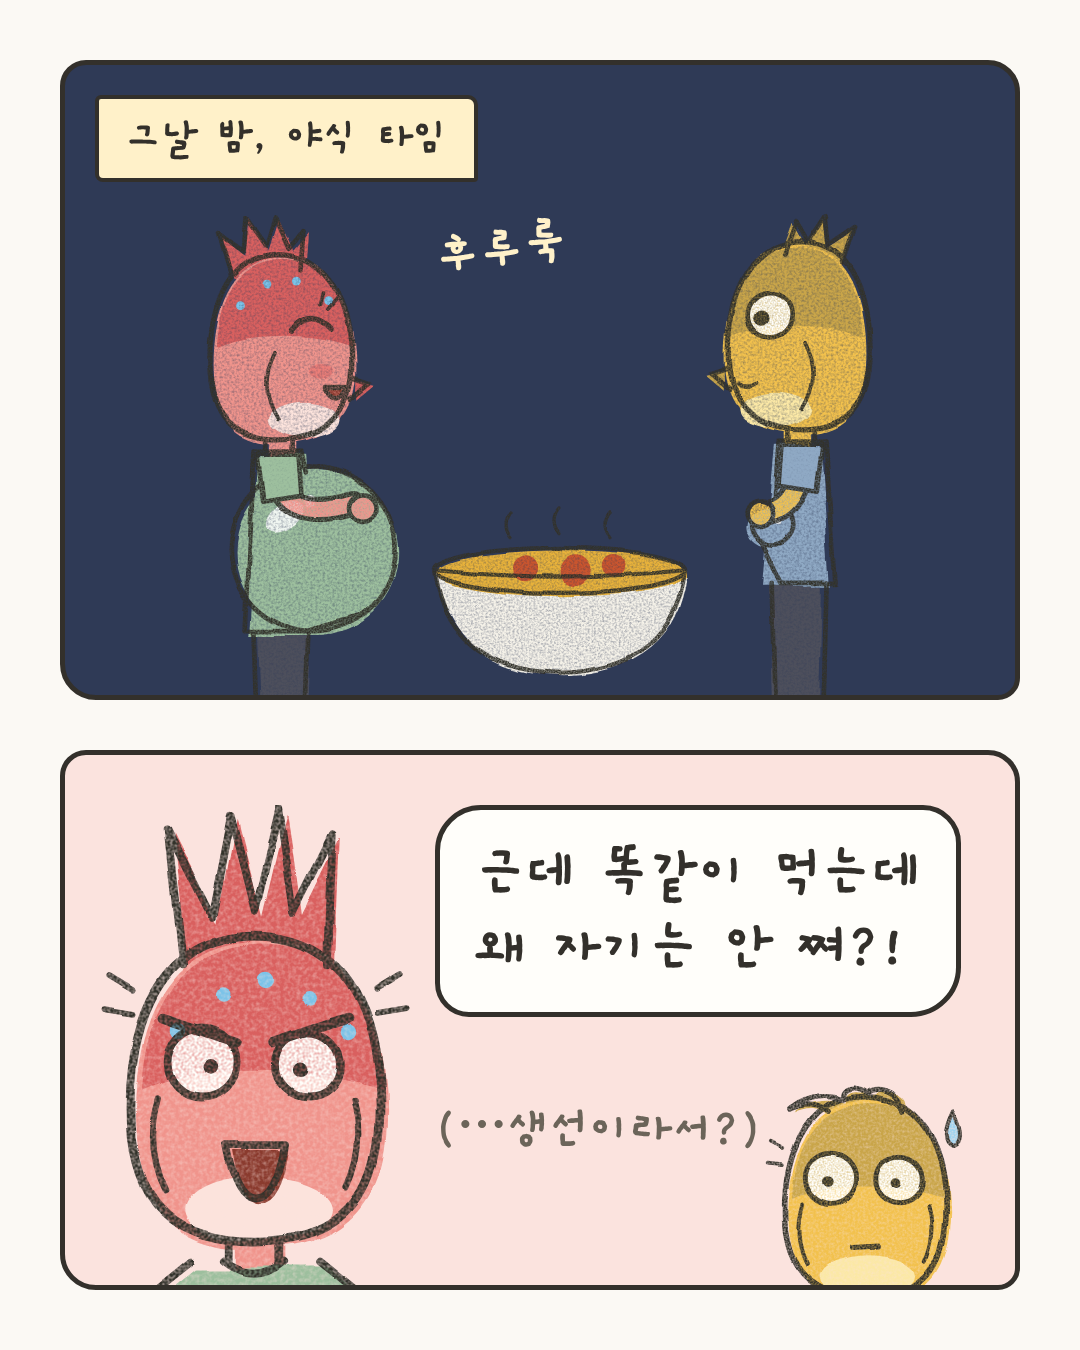 그날 밤, 야식 타임
후루룩
근데 똑같이 먹는데
왜 자기는 안 쪄?!
(···생선이라서?)